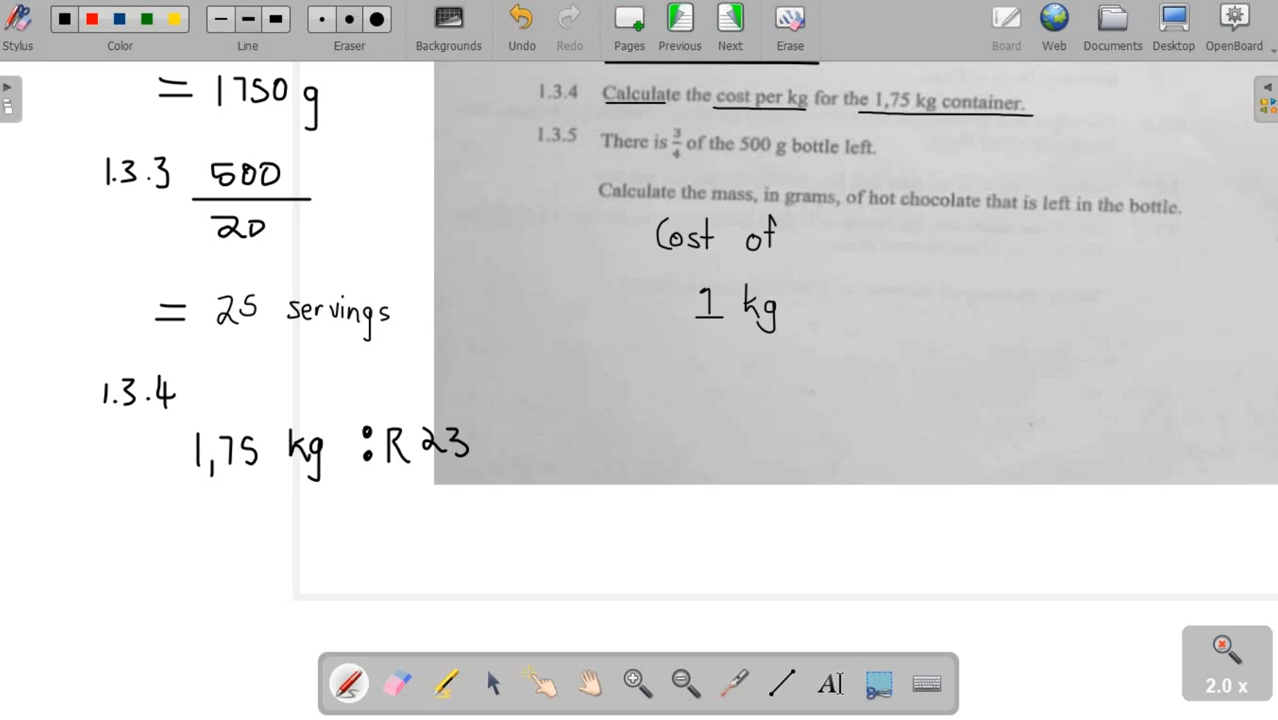 Stylus
Color
Line
Eraser
Backgrounds
Undo
Redo
Pages
Previous
Next
Erase
Board
Web
Documents
Desktop
OpenBoard
= 1750 g
1.3.3 500
20
= 25 servings
1.3.4
1,75 kg : R 23
1.3.4 Calculate the cost per kg for the 1,75 kg container.
1.3.5 There is 3/4 of the 500 g bottle left.
Calculate the mass, in grams, of hot chocolate that is left in the bottle.
Cost of
1 kg
2.0 x